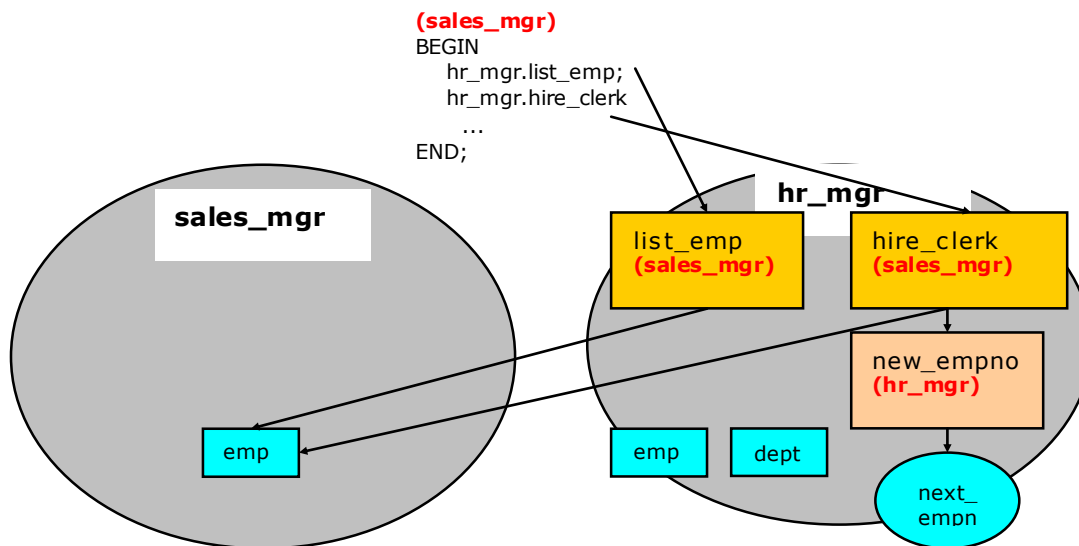 (sales_mgr)
BEGIN
hr_mgr.list_emp;
hr_mgr.hire_clerk
...
END;
sales_mgr
hr_mgr
list_emp
(sales_mgr)
hire_clerk
(sales_mgr)
new_empno
(hr_mgr)
emp
emp
dept
next_
empn